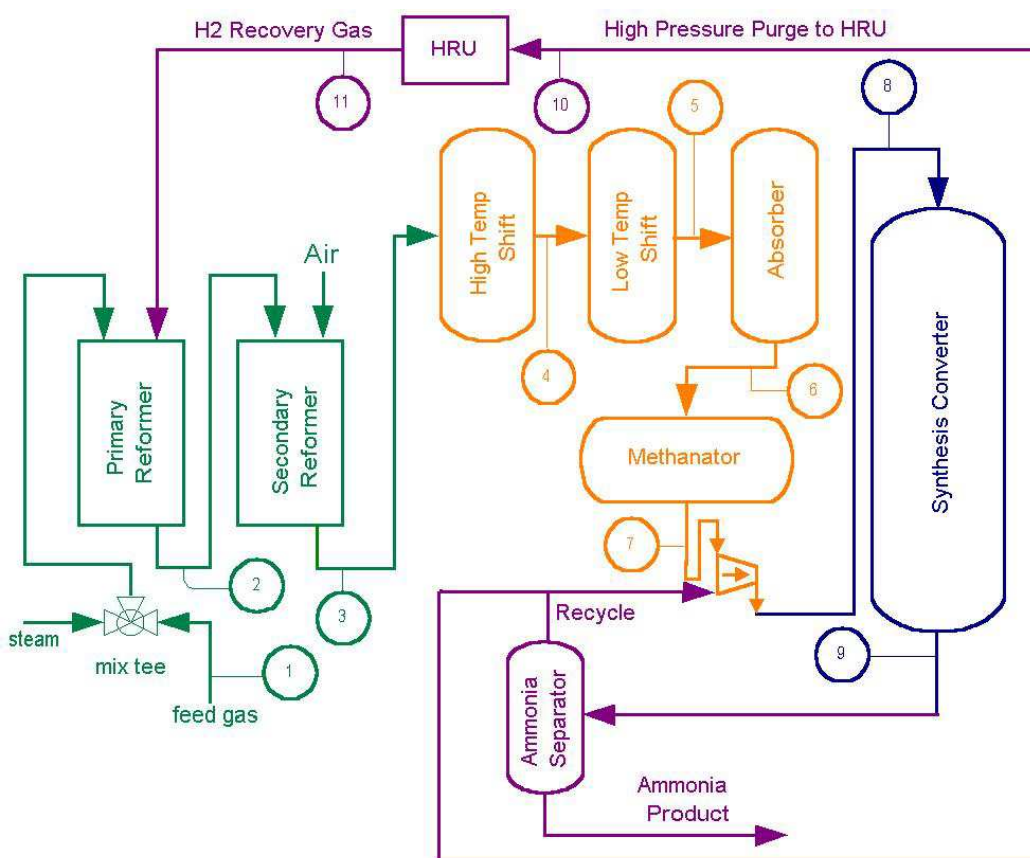 H2 Recovery Gas
HRU
High Pressure Purge to HRU
11
10
8
5
High Temp
Shift
Low Temp
Shift
Absorber
Air
4
6
Primary
Reformer
Secondary
Reformer
Synthesis Converter
Methanator
7
2
3
Recycle
steam
mix tee
1
9
feed gas
Ammonia
Separator
Ammonia
Product